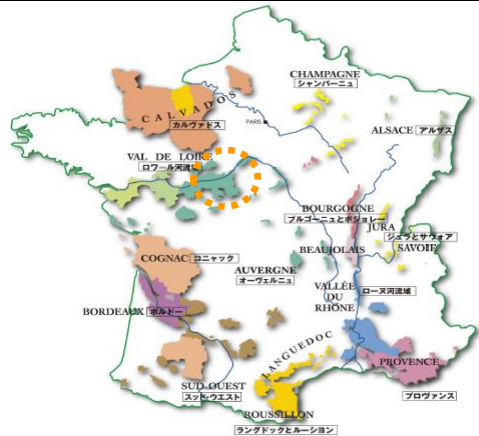 CHAMPAGNE
シャンパーニュ
CALVADOS
カルヴァドス
PARIS
ALSACE アルザス
VAL DE LOIRE
ロワール河流域
BOURGOGNE
ブルゴーニュとボジョレー
JURA
ジュラとサヴォア
SAVOIE
BEAUJOLAIS
COGNAC コニャック
AUVERGNE
オーヴェルニュ
VALLÉE
DU
RHÔNE
ローヌ河流域
BORDEAUX ボルドー
LANGUEDOC
PROVENCE
プロヴァンス
SUD-OUEST
スッド・ウエスト
ROUSSILLON
ラングドックとルーション